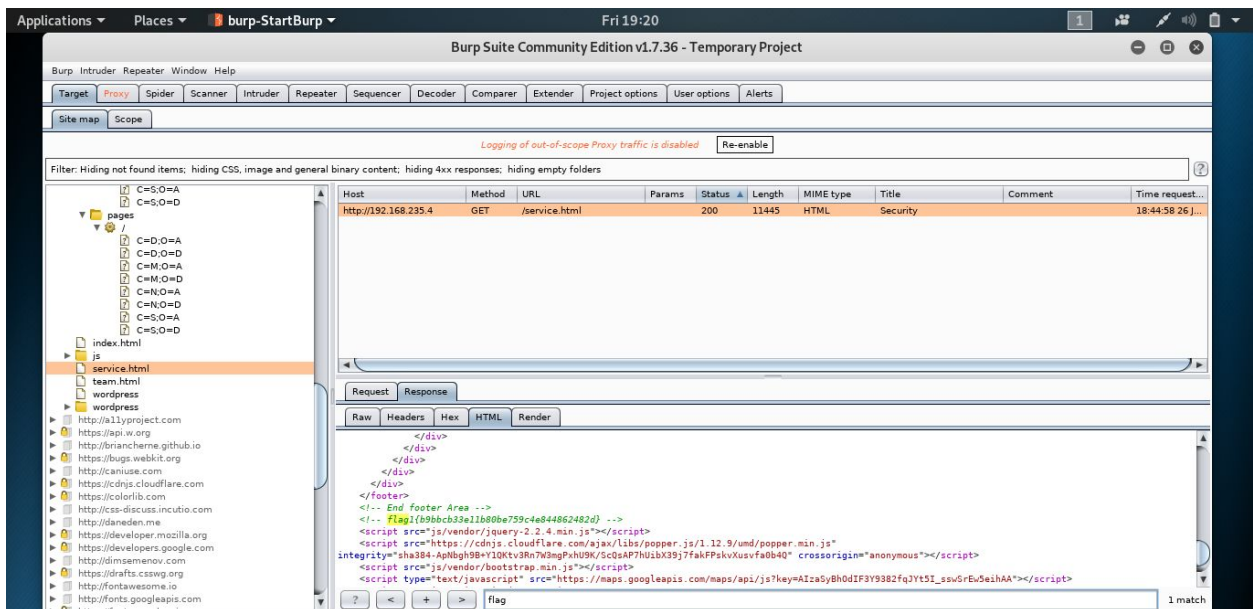 Applications Places burp-StartBurp Fri 19:20 1
Burp Suite Community Edition v1.7.36 - Temporary Project
Burp Intruder Repeater Window Help
Target Proxy Spider Scanner Intruder Repeater Sequencer Decoder Comparer Extender Project options User options Alerts
Site map Scope
Logging of out-of-scope Proxy traffic is disabled Re-enable
Filter: Hiding not found items; hiding CSS, image and general binary content; hiding 4xx responses; hiding empty folders ?
C=S;O=A
C=S;O=D
pages
/
C=D;O=A
C=D;O=D
C=M;O=A
C=M;O=D
C=N;O=A
C=N;O=D
C=S;O=A
C=S;O=D
index.html
js
service.html
team.html
wordpress
wordpress
http://a11yproject.com
https://api.w.org
http://briancherne.github.io
https://bugs.webkit.org
http://caniuse.com
https://cdnjs.cloudflare.com
https://colorlib.com
http://css-discuss.incutio.com
http://daneden.me
https://developer.mozilla.org
https://developers.google.com
http://dimsemenov.com
https://drafts.csswg.org
http://fontawesome.io
http://fonts.googleapis.com
Host Method URL Params Status Length MIME type Title Comment Time request...
http://192.168.235.4 GET /service.html 200 11445 HTML Security 18:44:58 26 J...
Request Response
Raw Headers Hex HTML Render
</div>
</div>
</div>
</div>
</div>
</footer>
<!-- End footer Area -->
<!-- flag1{b9bbcb33e11b80be759c4e844862482d} -->
<script src="js/vendor/jquery-2.2.4.min.js"></script>
<script src="https://cdnjs.cloudflare.com/ajax/libs/popper.js/1.12.9/umd/popper.min.js"
integrity="sha384-ApNbgh9B+Y1QKtv3Rn7W3mgPxhU9K/ScQsAP7hUibX39j7fakFPskvXusvfa0b4Q" crossorigin="anonymous"></script>
<script src="js/vendor/bootstrap.min.js"></script>
<script type="text/javascript" src="https://maps.googleapis.com/maps/api/js?key=AIzaSyBhOdIF3Y9382fqJYt5I_sswSrEw5eihAA"></script>
? < + > flag 1 match